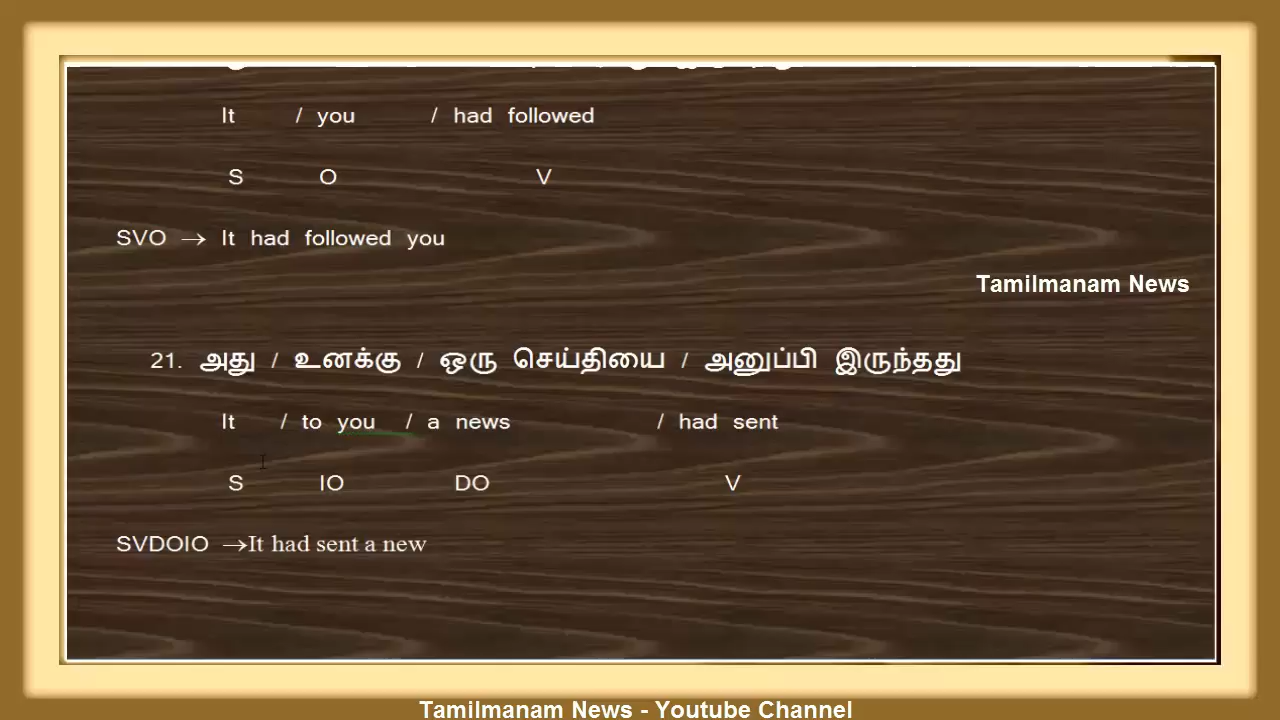 It / you / had followed
S O V
SVO → It had followed you
Tamilmanam News
21. அது / உனக்கு / ஒரு செய்தியை / அனுப்பி இருந்தது
It / to you / a news / had sent
S IO DO V
SVDOIO →It had sent a new
Tamilmanam News - Youtube Channel